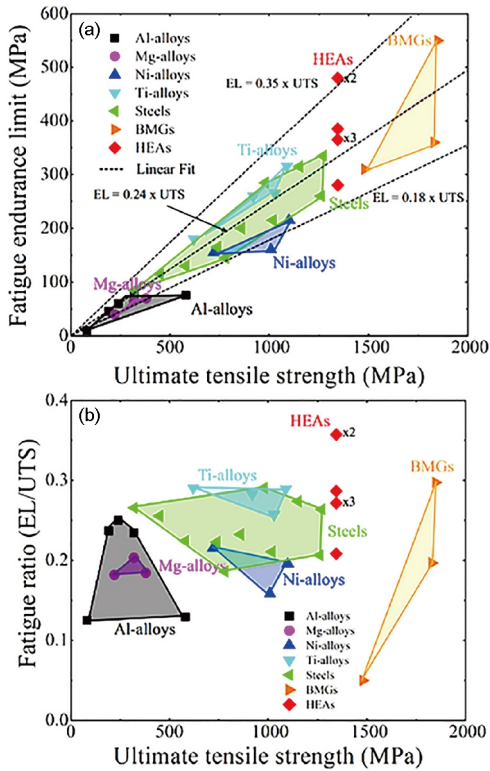 (a)
Fatigue endurance limit (MPa)
600
500
400
300
200
100
0
Al-alloys
Mg-alloys
Ni-alloys
Ti-alloys
Steels
BMGs
HEAs
Linear Fit
EL = 0.24 x UTS
EL = 0.35 x UTS
HEAs
x2
x3
BMGs
Ti-alloys
Steels
EL = 0.18 x UTS
Ni-alloys
Mg-alloys
Al-alloys
0 500 1000 1500 2000
Ultimate tensile strength (MPa)
(b)
Fatigue ratio (EL/UTS)
0.4
0.3
0.2
0.1
0.0
HEAs
x2
x3
Ti-alloys
BMGs
Steels
Mg-alloys
Ni-alloys
Al-alloys
Al-alloys
Mg-alloys
Ni-alloys
Ti-alloys
Steels
BMGs
HEAs
0 500 1000 1500 2000
Ultimate tensile strength (MPa)